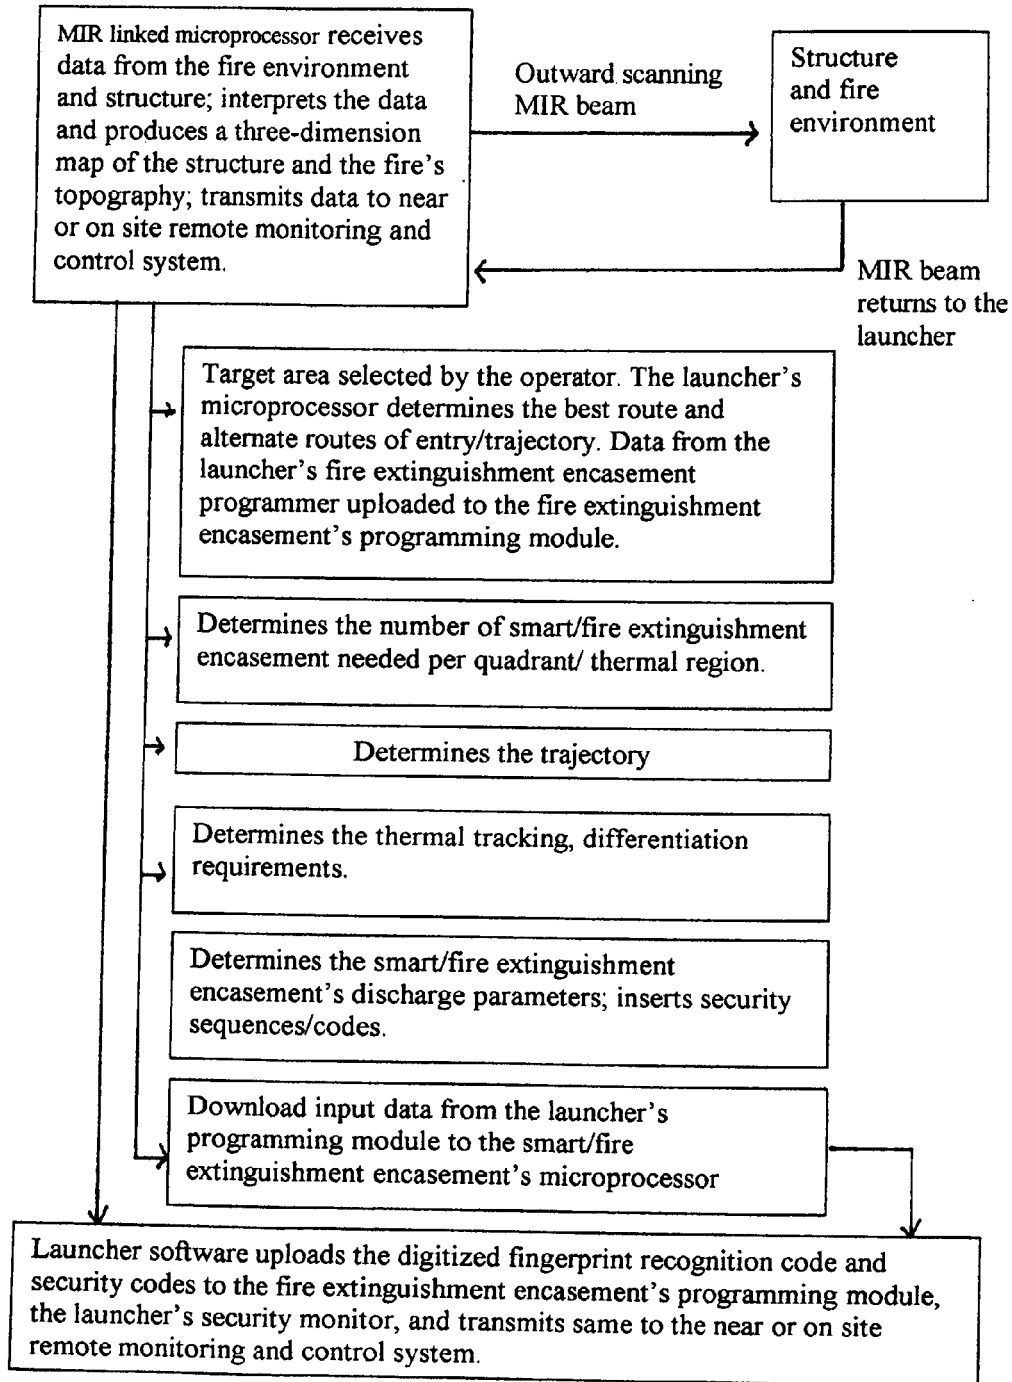 MIR linked microprocessor receives
data from the fire environment
and structure; interprets the data
and produces a three-dimension
map of the structure and the fire's
topography; transmits data to near
or on site remote monitoring and
control system.
Outward scanning
MIR beam
Structure
and fire
environment
MIR beam
returns to the
launcher
Target area selected by the operator. The launcher's
microprocessor determines the best route and
alternate routes of entry/trajectory. Data from the
launcher's fire extinguishment encasement
programmer uploaded to the fire extinguishment
encasement's programming module.
Determines the number of smart/fire extinguishment
encasement needed per quadrant/ thermal region.
Determines the trajectory
Determines the thermal tracking, differentiation
requirements.
Determines the smart/fire extinguishment
encasement's discharge parameters; inserts security
sequences/codes.
Download input data from the launcher's
programming module to the smart/fire
extinguishment encasement's microprocessor
Launcher software uploads the digitized fingerprint recognition code and
security codes to the fire extinguishment encasement's programming module,
the launcher's security monitor, and transmits same to the near or on site
remote monitoring and control system.